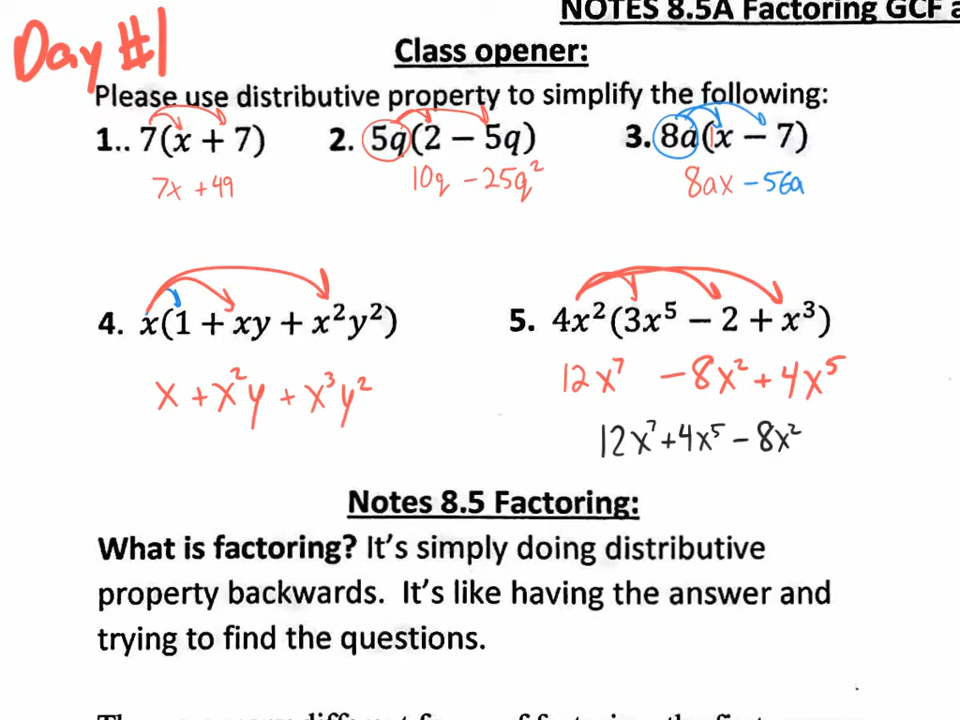 NOTES 8.5A Factoring GCF a
Day #1
Class opener:
Please use distributive property to simplify the following:
1.. 7(x + 7) 2. 5q(2 − 5q) 3. 8a(x − 7)
7x + 49 10q − 25q² 8ax − 56a
4. x(1 + xy + x²y²) 5. 4x²(3x⁵ − 2 + x³)
x + x²y + x³y² 12x⁷ − 8x² + 4x⁵
12x⁷ + 4x⁵ − 8x²
Notes 8.5 Factoring:
What is factoring? It's simply doing distributive
property backwards. It's like having the answer and
trying to find the questions.